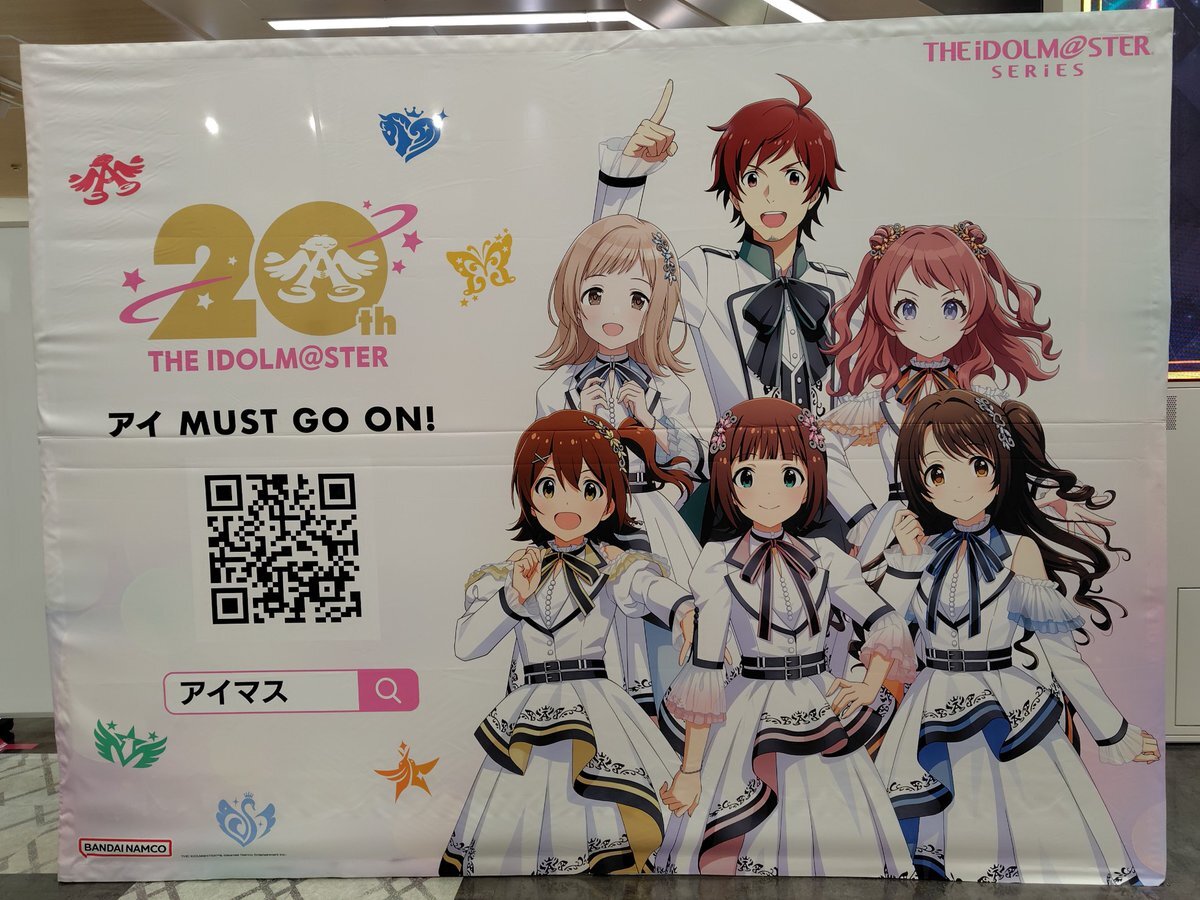 THE iDOLM@STER
SERiES
20th
THE IDOLM@STER
アイ MUST GO ON!
アイマス
BANDAI NAMCO